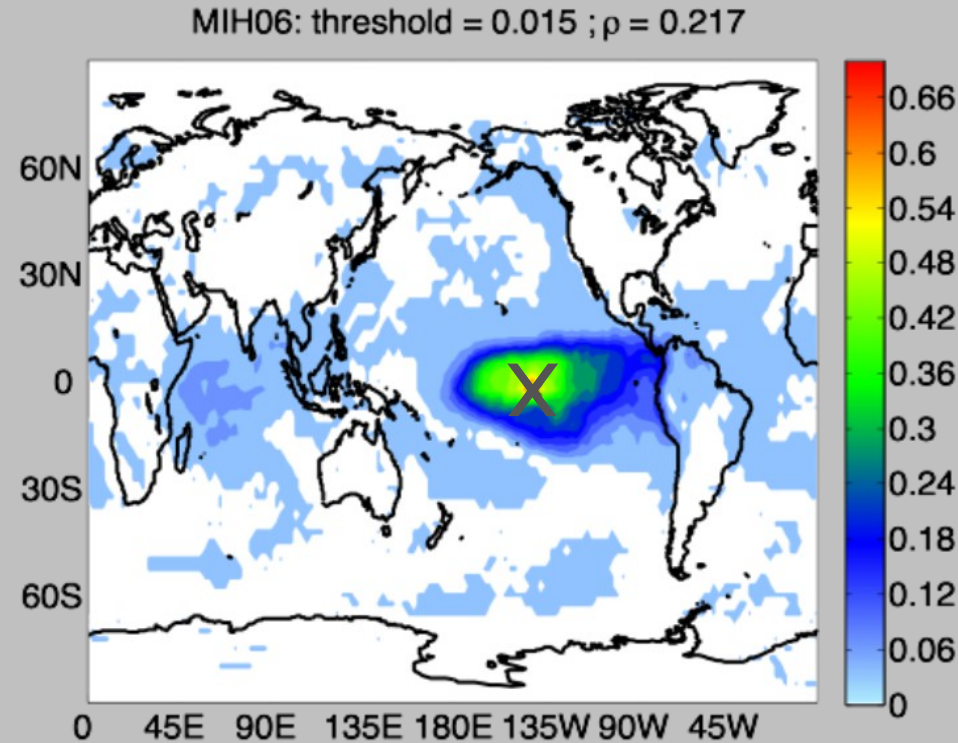 MIH06: threshold = 0.015 ; ρ = 0.217
60N
30N
0
30S
60S
0 45E 90E 135E 180E 135W 90W 45W
0.66
0.6
0.54
0.48
0.42
0.36
0.3
0.24
0.18
0.12
0.06
0
X